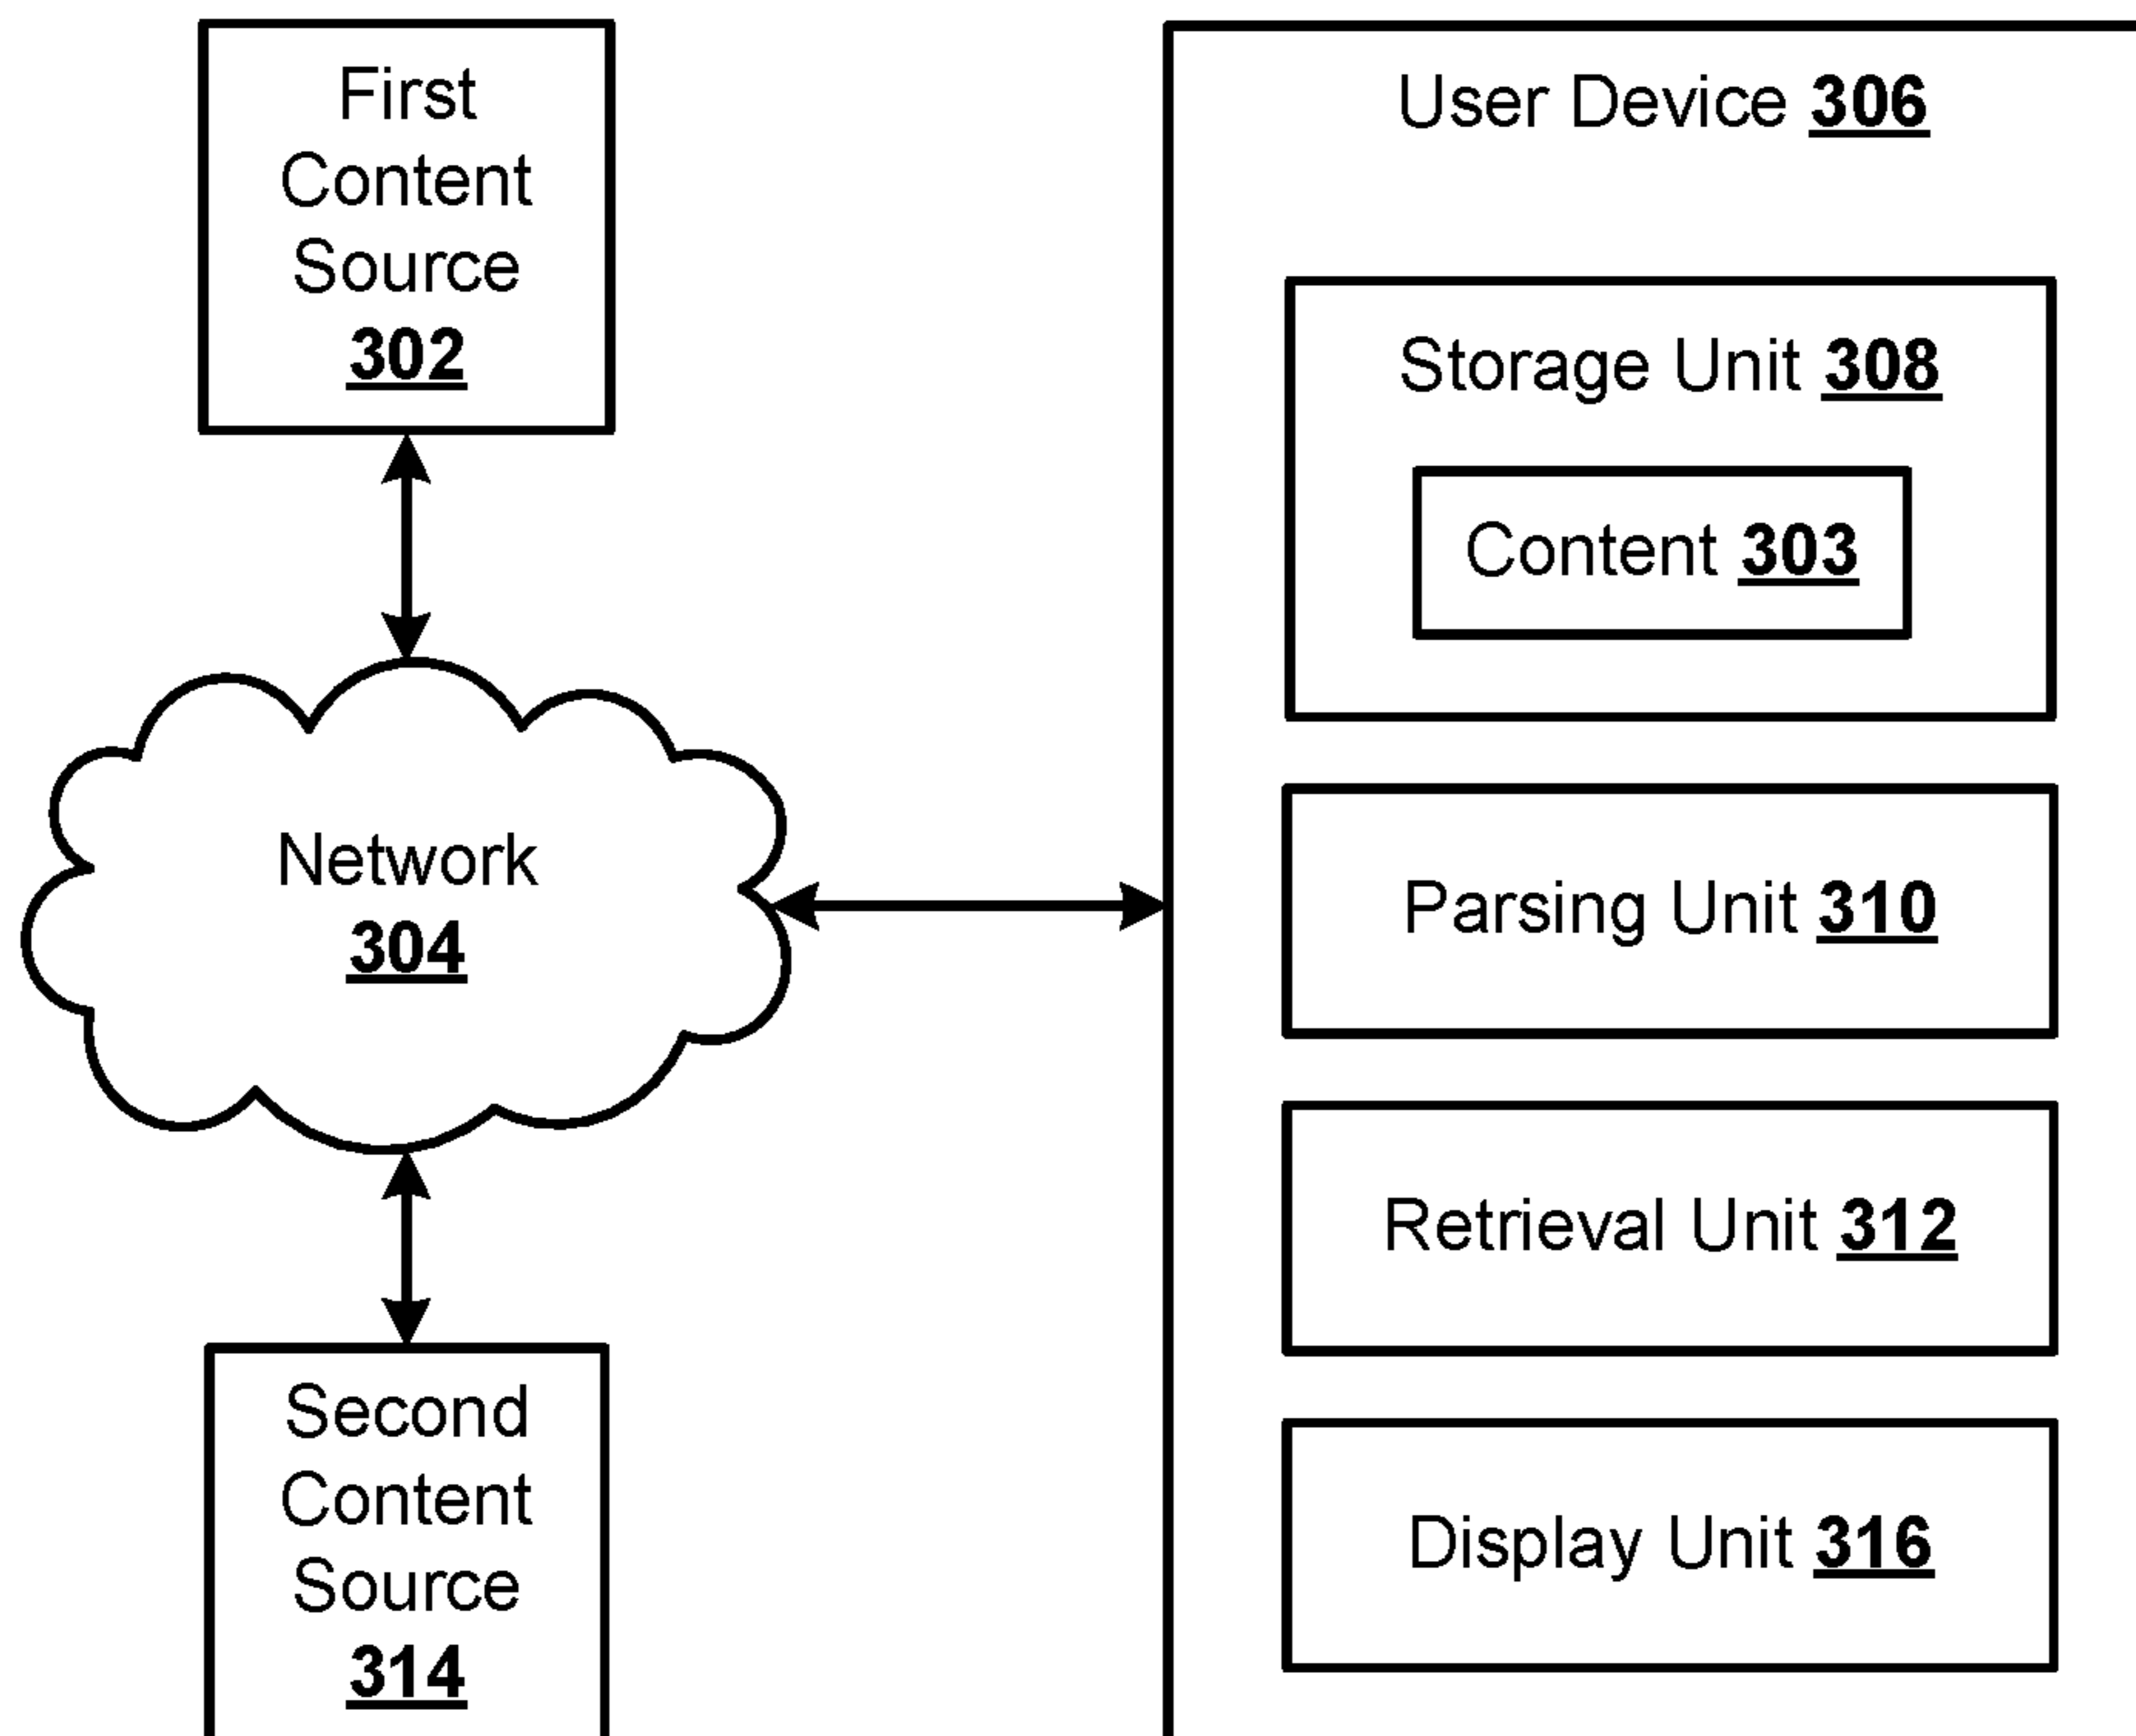 First
Content
Source
302
Network
304
Second
Content
Source
314
User Device 306
Storage Unit 308
Content 303
Parsing Unit 310
Retrieval Unit 312
Display Unit 316